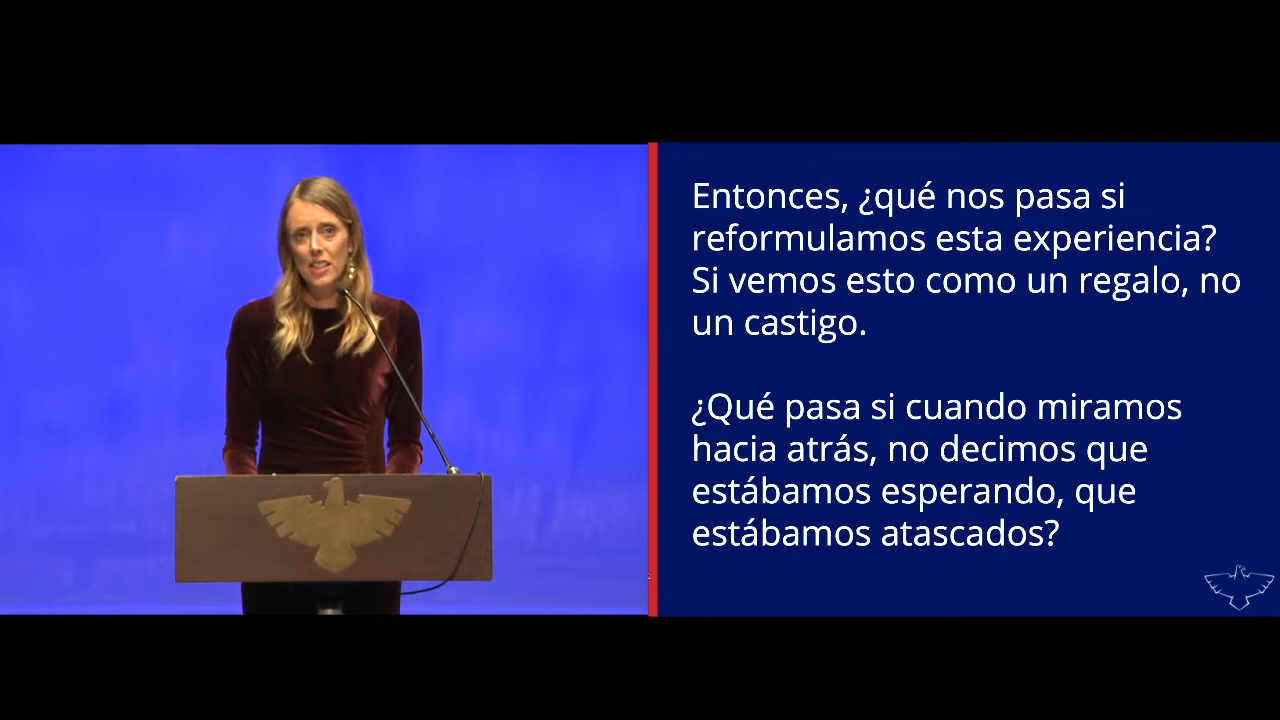 Entonces, ¿qué nos pasa si
reformulamos esta experiencia?
Si vemos esto como un regalo, no
un castigo.
¿Qué pasa si cuando miramos
hacia atrás, no decimos que
estábamos esperando, que
estábamos atascados?